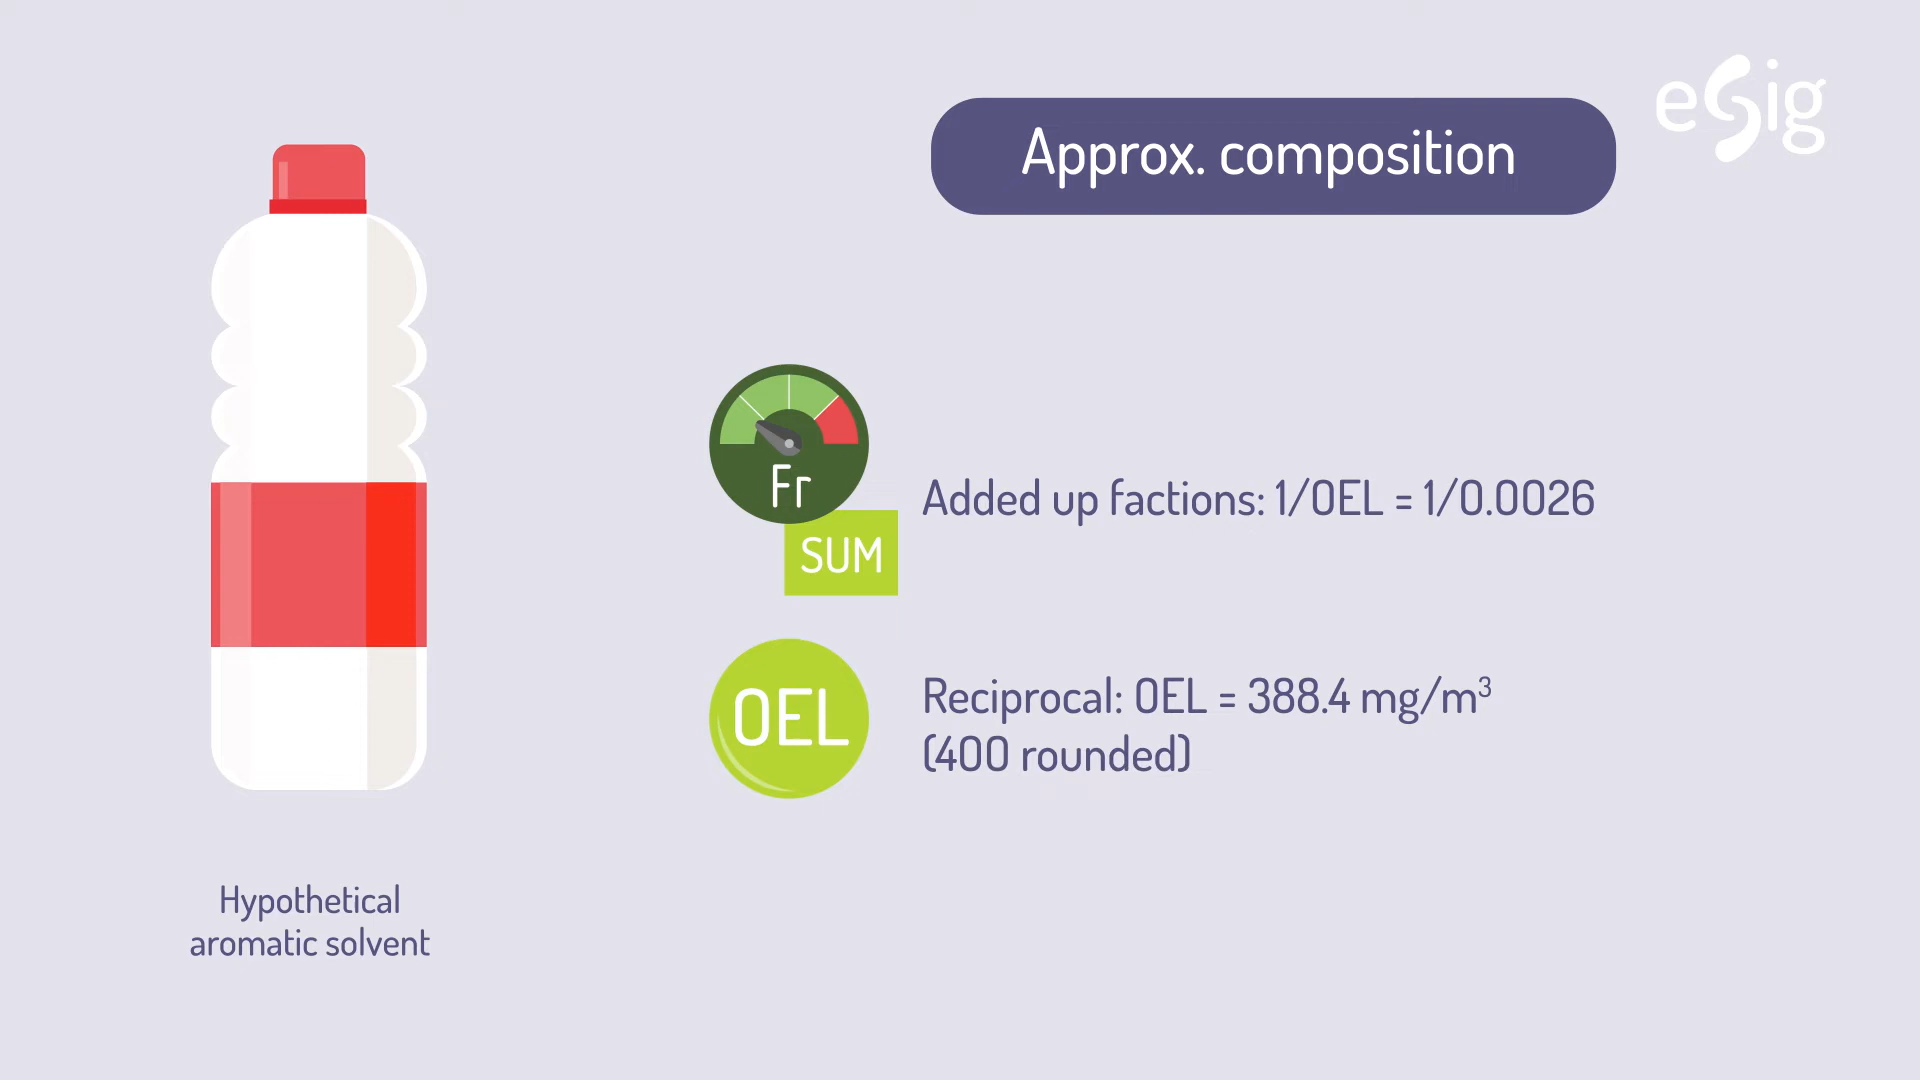 eSig
Approx. composition
Fr
SUM
Added up factions: 1/OEL = 1/0.0026
OEL
Reciprocal: OEL = 388.4 mg/m³
(400 rounded)
Hypothetical
aromatic solvent